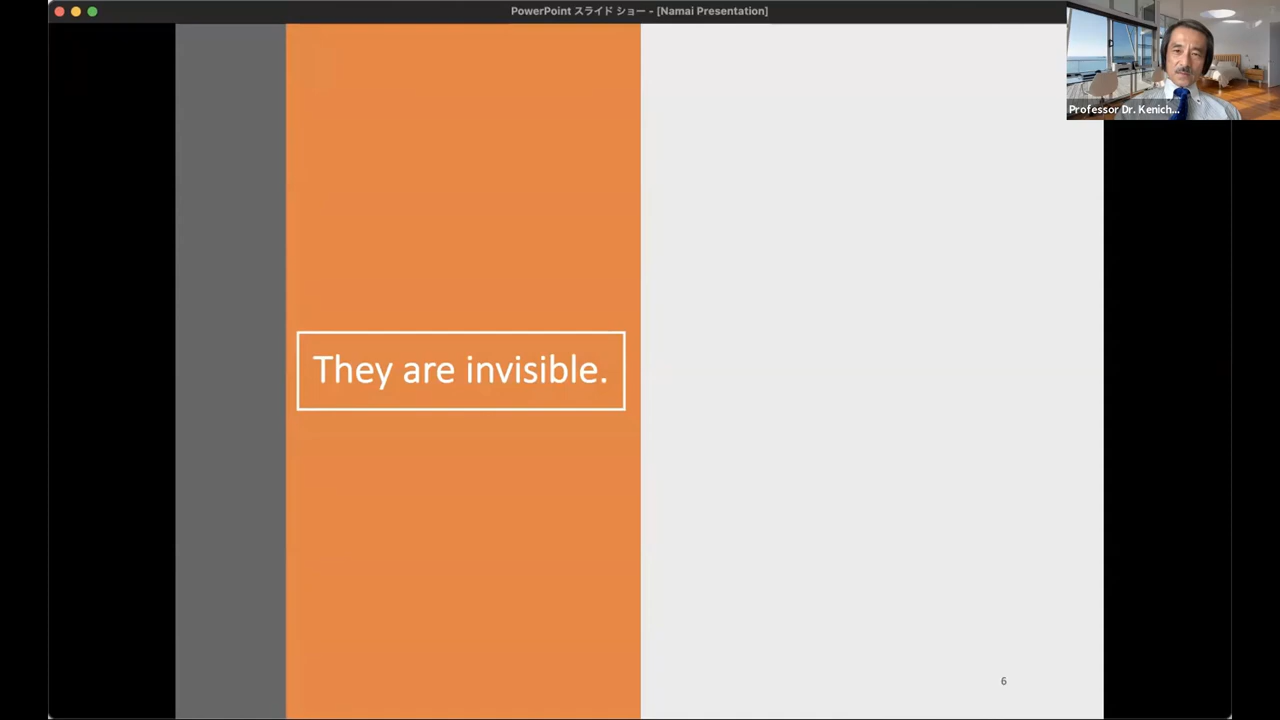 PowerPoint スライド ショー - [Namai Presentation]
Professor Dr. Kenich...
They are invisible.
6